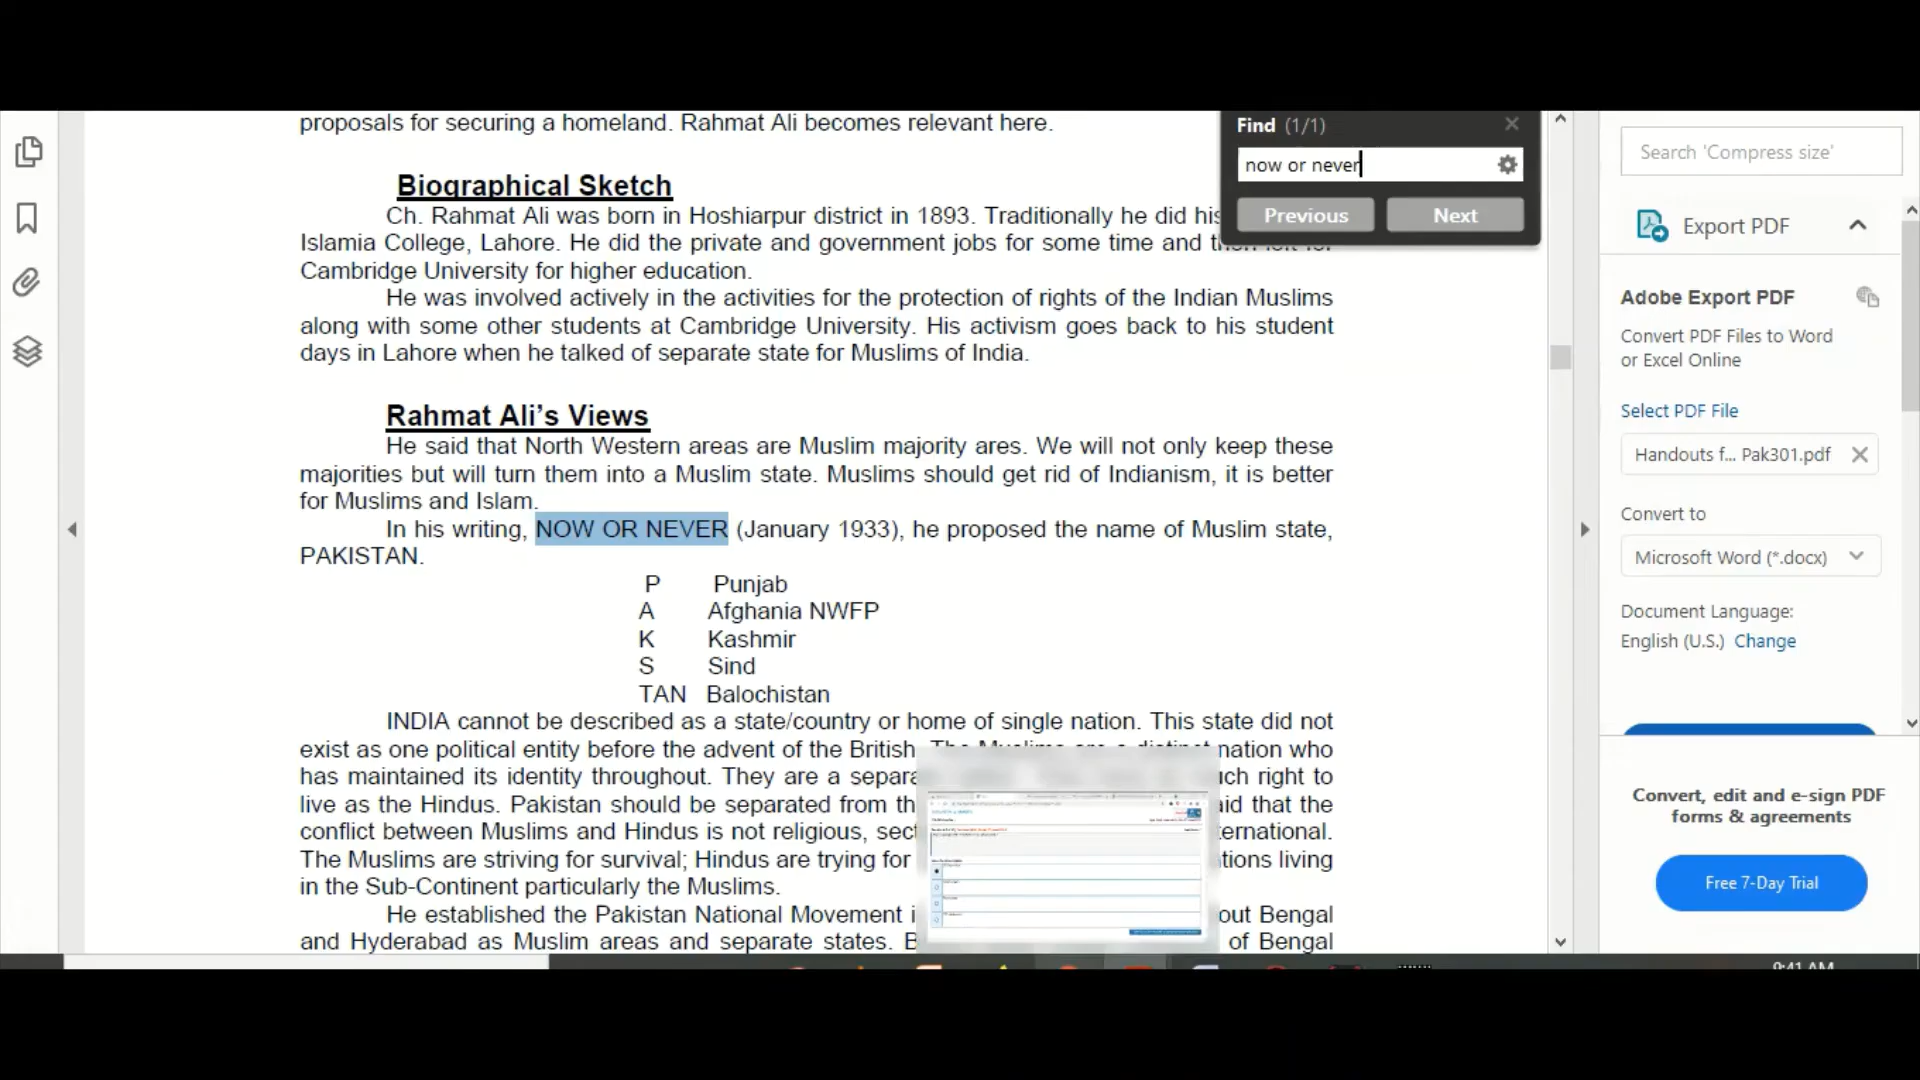 proposals for securing a homeland. Rahmat Ali becomes relevant here.
Biographical Sketch
Ch. Rahmat Ali was born in Hoshiarpur district in 1893. Traditionally he did his
Islamia College, Lahore. He did the private and government jobs for some time and then left for
Cambridge University for higher education.
He was involved actively in the activities for the protection of rights of the Indian Muslims
along with some other students at Cambridge University. His activism goes back to his student
days in Lahore when he talked of separate state for Muslims of India.
Rahmat Ali's Views
He said that North Western areas are Muslim majority ares. We will not only keep these
majorities but will turn them into a Muslim state. Muslims should get rid of Indianism, it is better
for Muslims and Islam.
In his writing, NOW OR NEVER (January 1933), he proposed the name of Muslim state,
PAKISTAN.
P Punjab
A Afghania NWFP
K Kashmir
S Sind
TAN Balochistan
INDIA cannot be described as a state/country or home of single nation. This state did not
exist as one political entity before the advent of the British. The Muslims are a distinct nation who
has maintained its identity throughout. They are a separa uch right to
live as the Hindus. Pakistan should be separated from th aid that the
conflict between Muslims and Hindus is not religious, sec ternational.
The Muslims are striving for survival; Hindus are trying for tions living
in the Sub-Continent particularly the Muslims.
He established the Pakistan National Movement i out Bengal
and Hyderabad as Muslim areas and separate states. B of Bengal
Find (1/1)
now or never
Previous Next
Search 'Compress size'
Export PDF
Adobe Export PDF
Convert PDF Files to Word
or Excel Online
Select PDF File
Handouts f... Pak301.pdf
Convert to
Microsoft Word (*.docx)
Document Language:
English (U.S.) Change
Convert, edit and e-sign PDF
forms & agreements
Free 7-Day Trial
9:41 AM